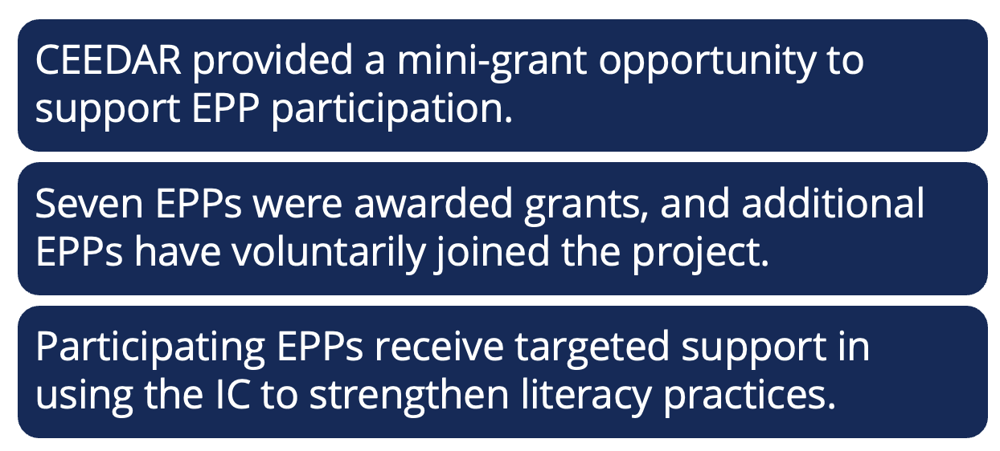 CEEDAR provided a mini-grant opportunity to
support EPP participation.
Seven EPPs were awarded grants, and additional
EPPs have voluntarily joined the project.
Participating EPPs receive targeted support in
using the IC to strengthen literacy practices.